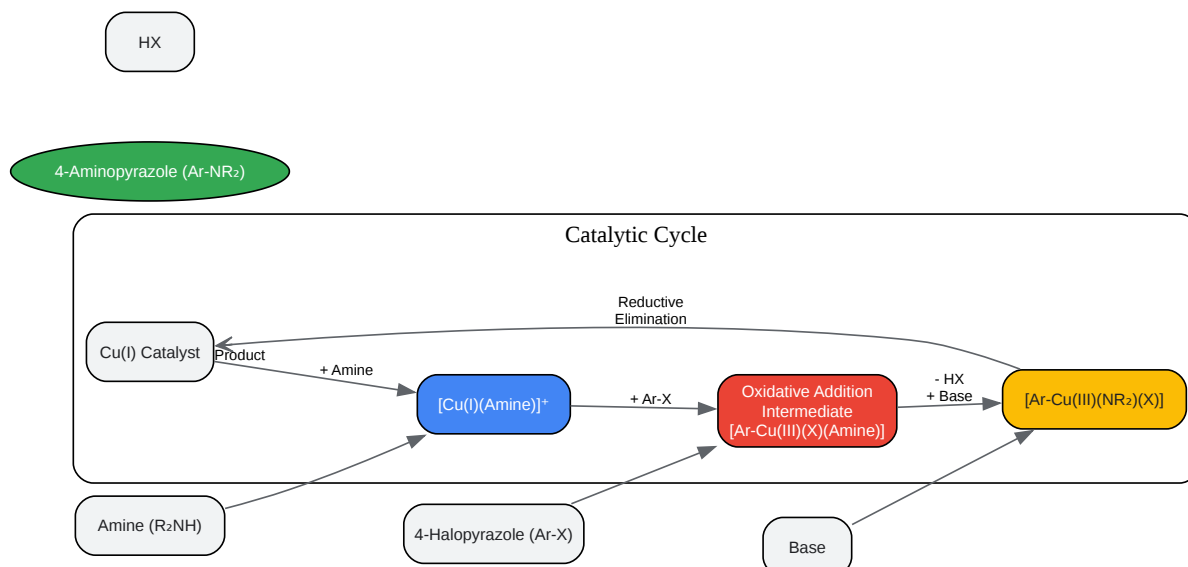 HX
4-Aminopyrazole (Ar-NR₂)
Catalytic Cycle
Reductive
Elimination
Cu(I) Catalyst
Product
+ Amine
[Cu(I)(Amine)]⁺
+ Ar-X
Oxidative Addition
Intermediate
[Ar-Cu(III)(X)(Amine)]
- HX
+ Base
[Ar-Cu(III)(NR₂)(X)]
Amine (R₂NH)
4-Halopyrazole (Ar-X)
Base